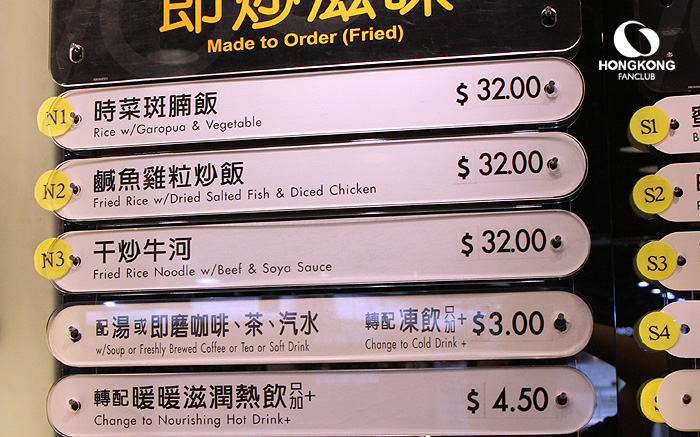 即炒滋味
Made to Order (Fried)
HONGKONG
FANCLUB
N1 時菜斑腩飯 $ 32.00
Rice w/Garopua & Vegetable
N2 鹹魚雞粒炒飯 $ 32.00
Fried Rice w/Dried Salted Fish & Diced Chicken
N3 干炒牛河 $ 32.00
Fried Rice Noodle w/Beef & Soya Sauce
配湯或即磨咖啡、茶、汽水 轉配凍飲品加+ $3.00
w/Soup or Freshly Brewed Coffee or Tea or Soft Drink Change to Cold Drink +
轉配暖暖滋潤熱飲品加+ $ 4.50
Change to Nourishing Hot Drink+
S1
S2
S3
S4